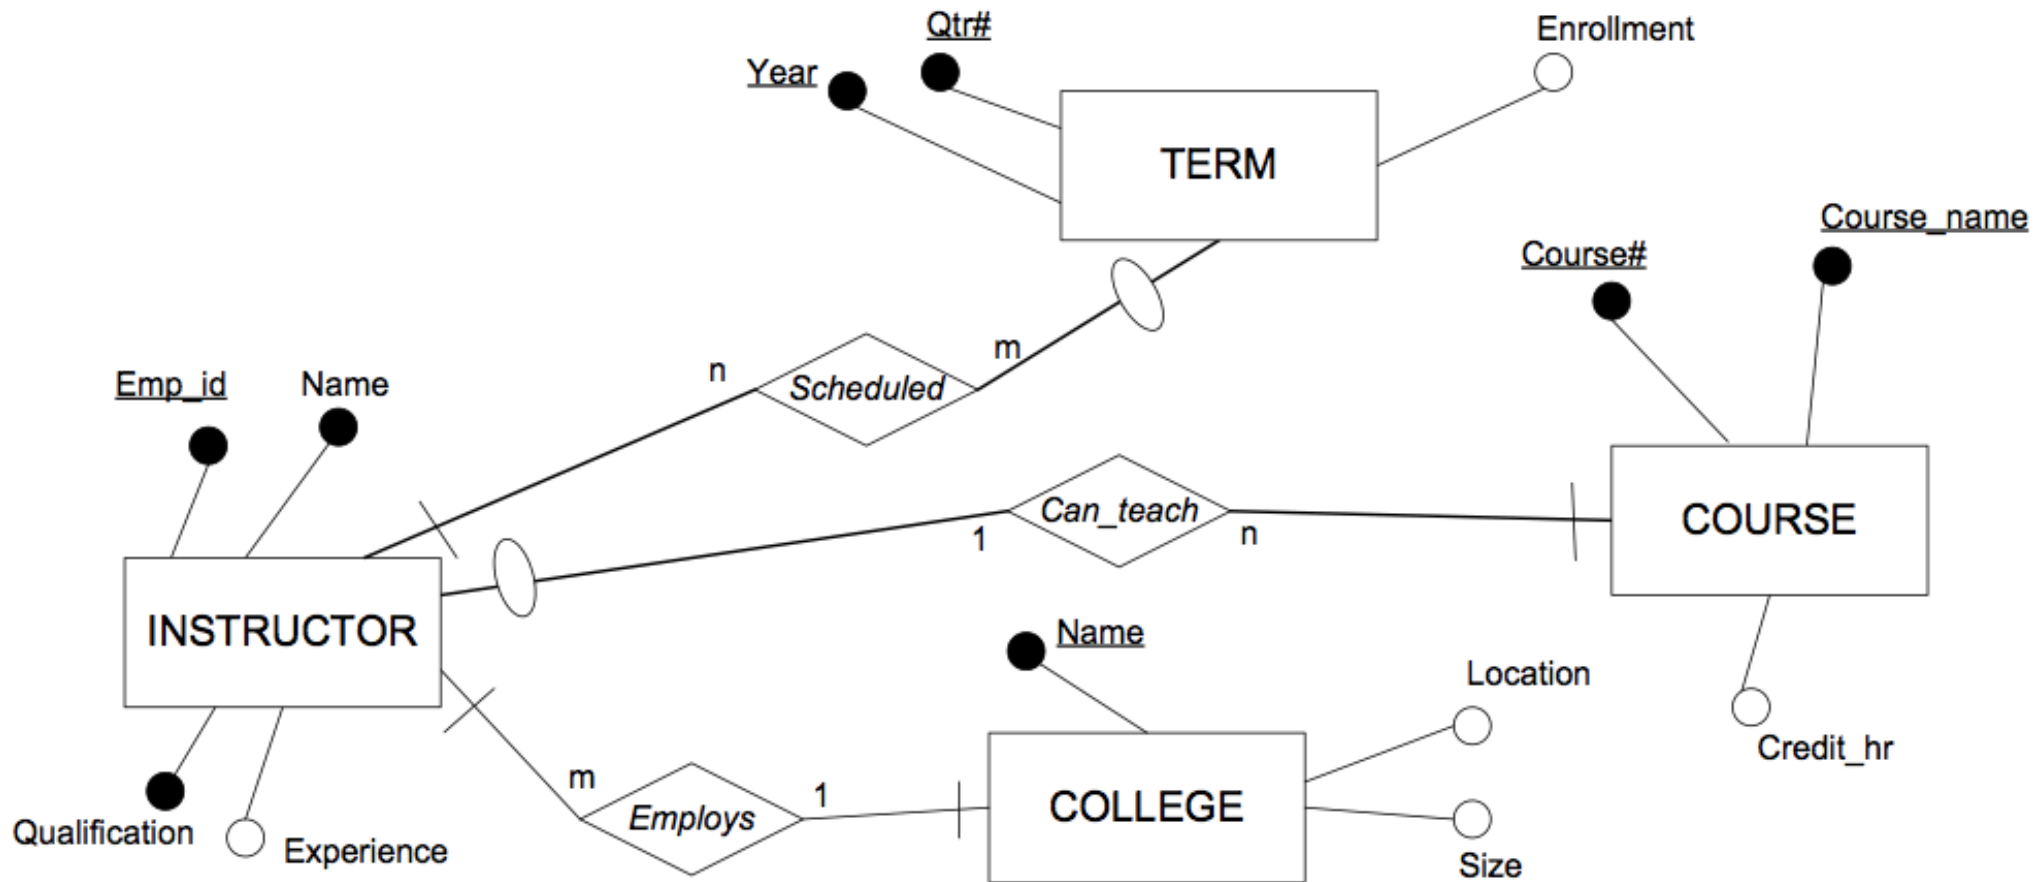 Qtr#
Enrollment
Year
TERM
Course_name
Course#
m
n
Scheduled
Emp_id
Name
Can_teach
1
n
COURSE
INSTRUCTOR
Name
Location
Credit_hr
m
1
Employs
COLLEGE
Qualification
Experience
Size